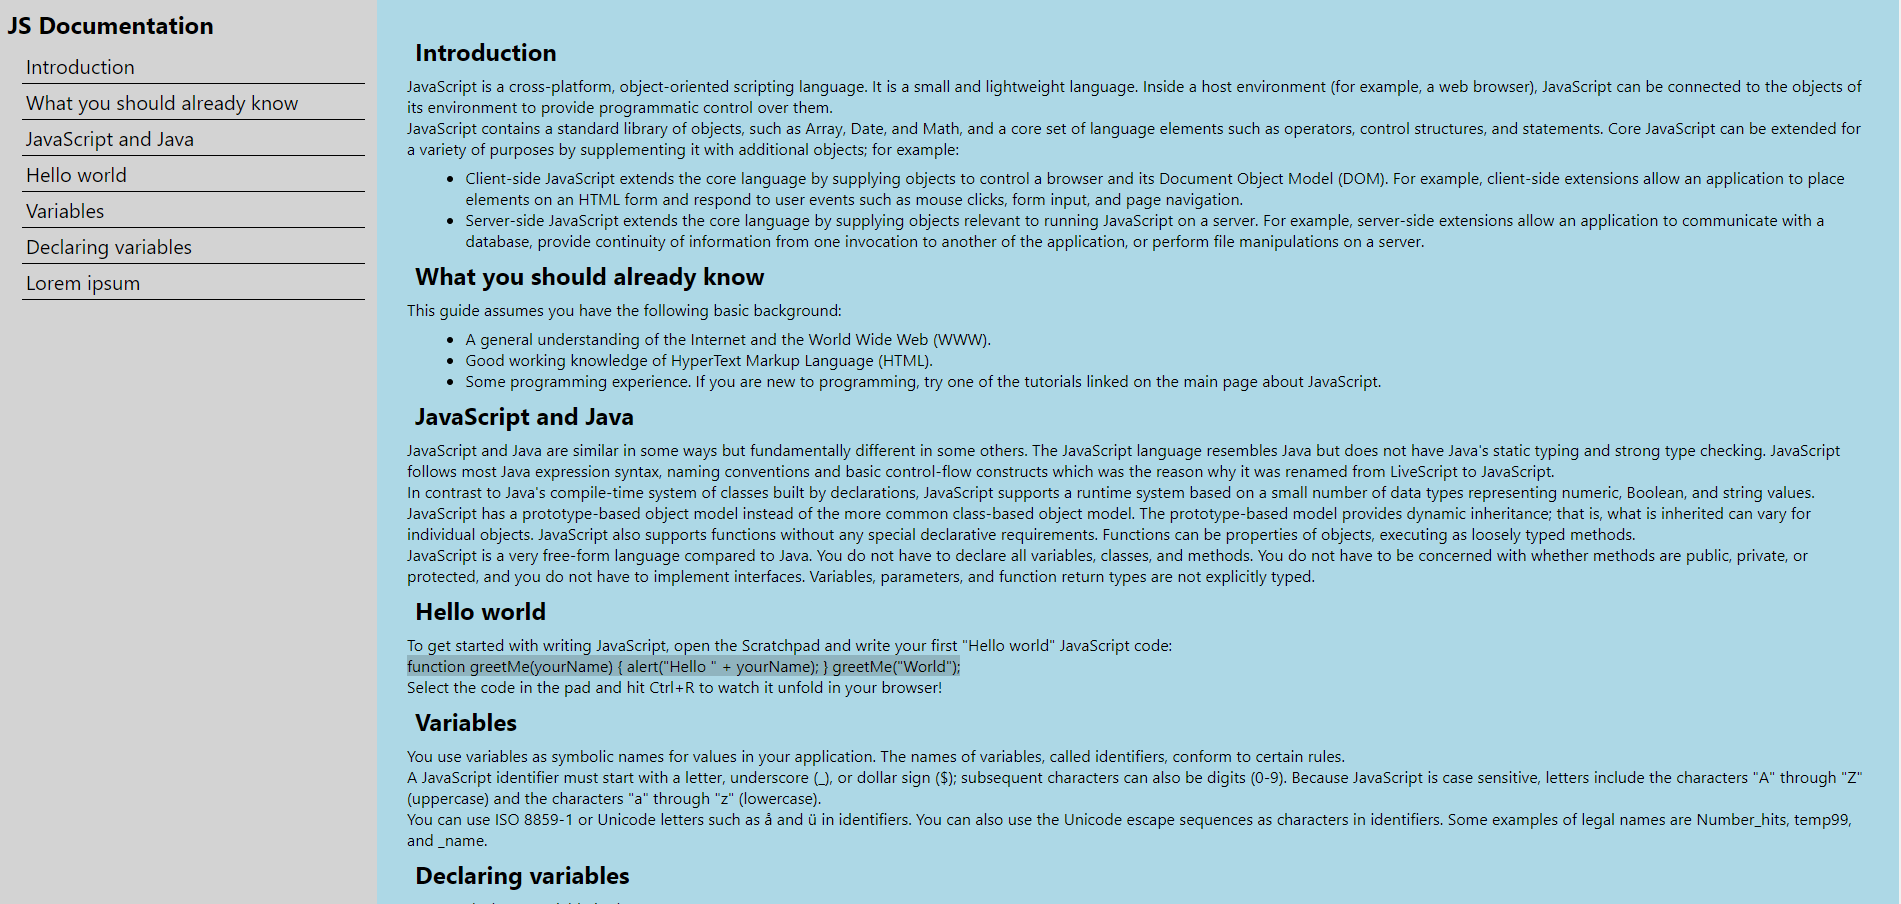 JS Documentation
Introduction
What you should already know
JavaScript and Java
Hello world
Variables
Declaring variables
Lorem ipsum
Introduction
JavaScript is a cross-platform, object-oriented scripting language. It is a small and lightweight language. Inside a host environment (for example, a web browser), JavaScript can be connected to the objects of
its environment to provide programmatic control over them.
JavaScript contains a standard library of objects, such as Array, Date, and Math, and a core set of language elements such as operators, control structures, and statements. Core JavaScript can be extended for
a variety of purposes by supplementing it with additional objects; for example:
• Client-side JavaScript extends the core language by supplying objects to control a browser and its Document Object Model (DOM). For example, client-side extensions allow an application to place
elements on an HTML form and respond to user events such as mouse clicks, form input, and page navigation.
• Server-side JavaScript extends the core language by supplying objects relevant to running JavaScript on a server. For example, server-side extensions allow an application to communicate with a
database, provide continuity of information from one invocation to another of the application, or perform file manipulations on a server.
What you should already know
This guide assumes you have the following basic background:
• A general understanding of the Internet and the World Wide Web (WWW).
• Good working knowledge of HyperText Markup Language (HTML).
• Some programming experience. If you are new to programming, try one of the tutorials linked on the main page about JavaScript.
JavaScript and Java
JavaScript and Java are similar in some ways but fundamentally different in some others. The JavaScript language resembles Java but does not have Java's static typing and strong type checking. JavaScript
follows most Java expression syntax, naming conventions and basic control-flow constructs which was the reason why it was renamed from LiveScript to JavaScript.
In contrast to Java's compile-time system of classes built by declarations, JavaScript supports a runtime system based on a small number of data types representing numeric, Boolean, and string values.
JavaScript has a prototype-based object model instead of the more common class-based object model. The prototype-based model provides dynamic inheritance; that is, what is inherited can vary for
individual objects. JavaScript also supports functions without any special declarative requirements. Functions can be properties of objects, executing as loosely typed methods.
JavaScript is a very free-form language compared to Java. You do not have to declare all variables, classes, and methods. You do not have to be concerned with whether methods are public, private, or
protected, and you do not have to implement interfaces. Variables, parameters, and function return types are not explicitly typed.
Hello world
To get started with writing JavaScript, open the Scratchpad and write your first "Hello world" JavaScript code:
function greetMe(yourName) { alert("Hello " + yourName); } greetMe("World");
Select the code in the pad and hit Ctrl+R to watch it unfold in your browser!
Variables
You use variables as symbolic names for values in your application. The names of variables, called identifiers, conform to certain rules.
A JavaScript identifier must start with a letter, underscore (_), or dollar sign ($); subsequent characters can also be digits (0-9). Because JavaScript is case sensitive, letters include the characters "A" through "Z"
(uppercase) and the characters "a" through "z" (lowercase).
You can use ISO 8859-1 or Unicode letters such as å and ü in identifiers. You can also use the Unicode escape sequences as characters in identifiers. Some examples of legal names are Number_hits, temp99,
and _name.
Declaring variables